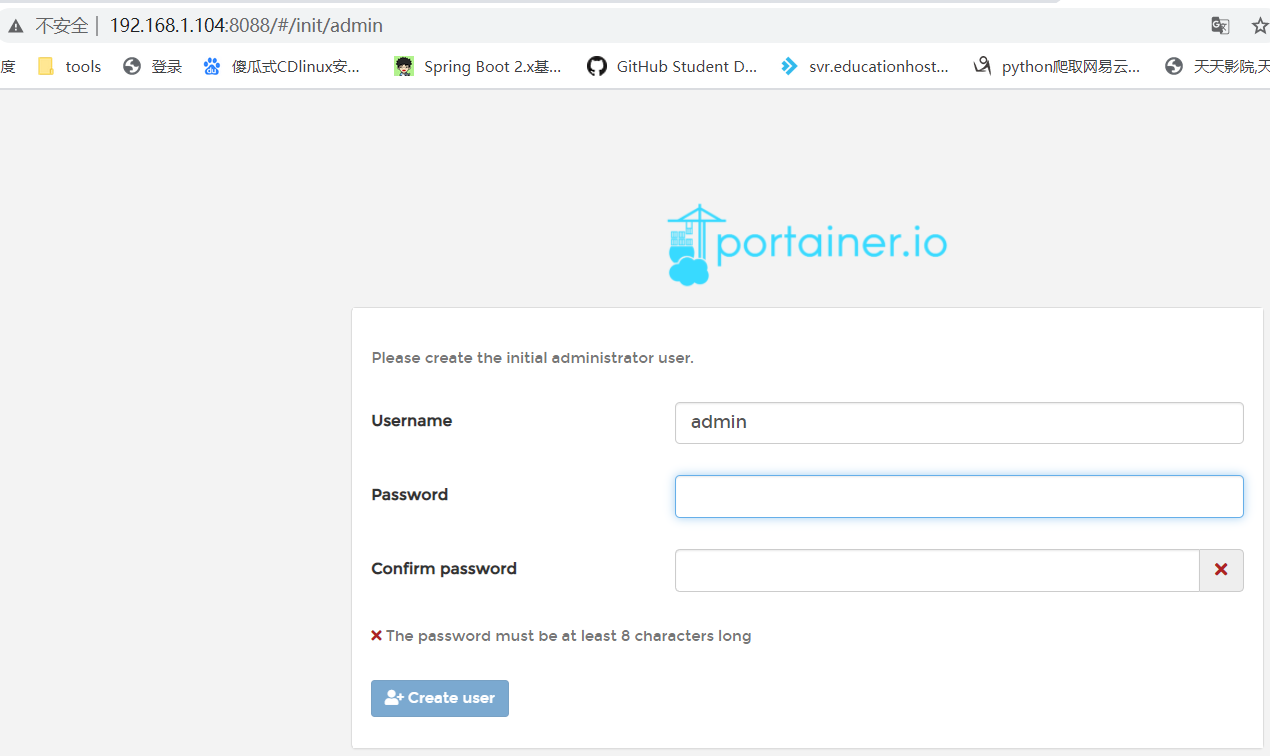 不安全 | 192.168.1.104:8088/#/init/admin
度 tools 登录 傻瓜式CDlinux安... Spring Boot 2.x基... GitHub Student D... svr.educationhost... python爬取网易云... 天天影院,天
portainer.io
Please create the initial administrator user.
Username admin
Password
Confirm password
The password must be at least 8 characters long
Create user